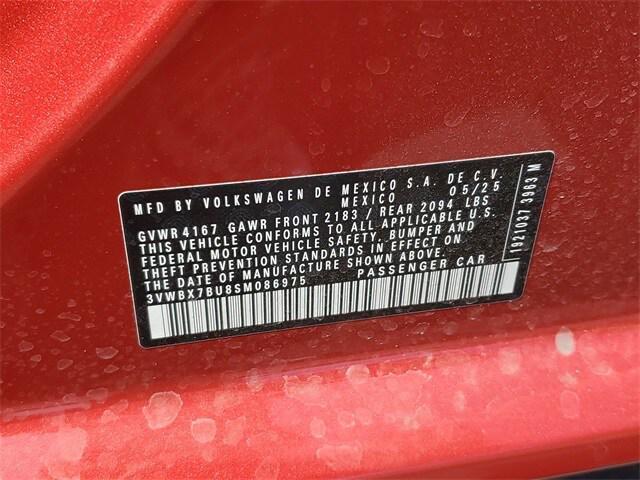 MFD BY VOLKSWAGEN DE MEXICO S.A. DE C.V.
MEXICO 05/25
GVWR 4167 GAWR FRONT 2183 / REAR 2094 LBS
THIS VEHICLE CONFORMS TO ALL APPLICABLE U.S.
FEDERAL MOTOR VEHICLE SAFETY, BUMPER AND
THEFT PREVENTION STANDARDS IN EFFECT ON
THE DATE OF MANUFACTURE SHOWN ABOVE.
3VWBX7BU8SM086975 PASSENGER CAR
1921037 3963 M